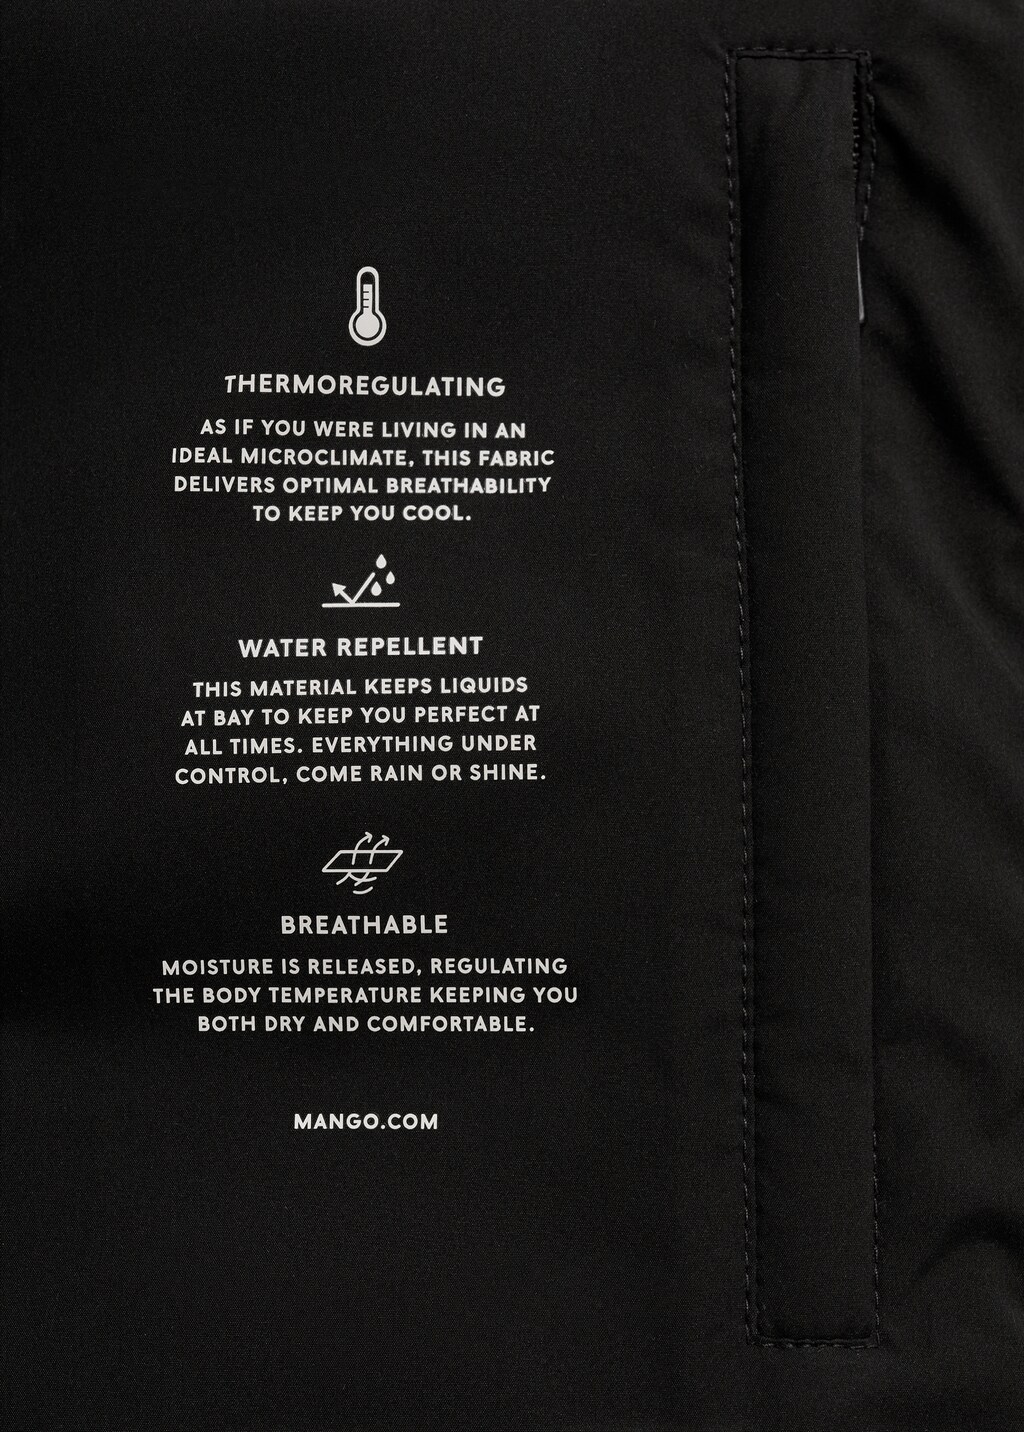 THERMOREGULATING
AS IF YOU WERE LIVING IN AN
IDEAL MICROCLIMATE, THIS FABRIC
DELIVERS OPTIMAL BREATHABILITY
TO KEEP YOU COOL.
WATER REPELLENT
THIS MATERIAL KEEPS LIQUIDS
AT BAY TO KEEP YOU PERFECT AT
ALL TIMES. EVERYTHING UNDER
CONTROL, COME RAIN OR SHINE.
BREATHABLE
MOISTURE IS RELEASED, REGULATING
THE BODY TEMPERATURE KEEPING YOU
BOTH DRY AND COMFORTABLE.
MANGO.COM